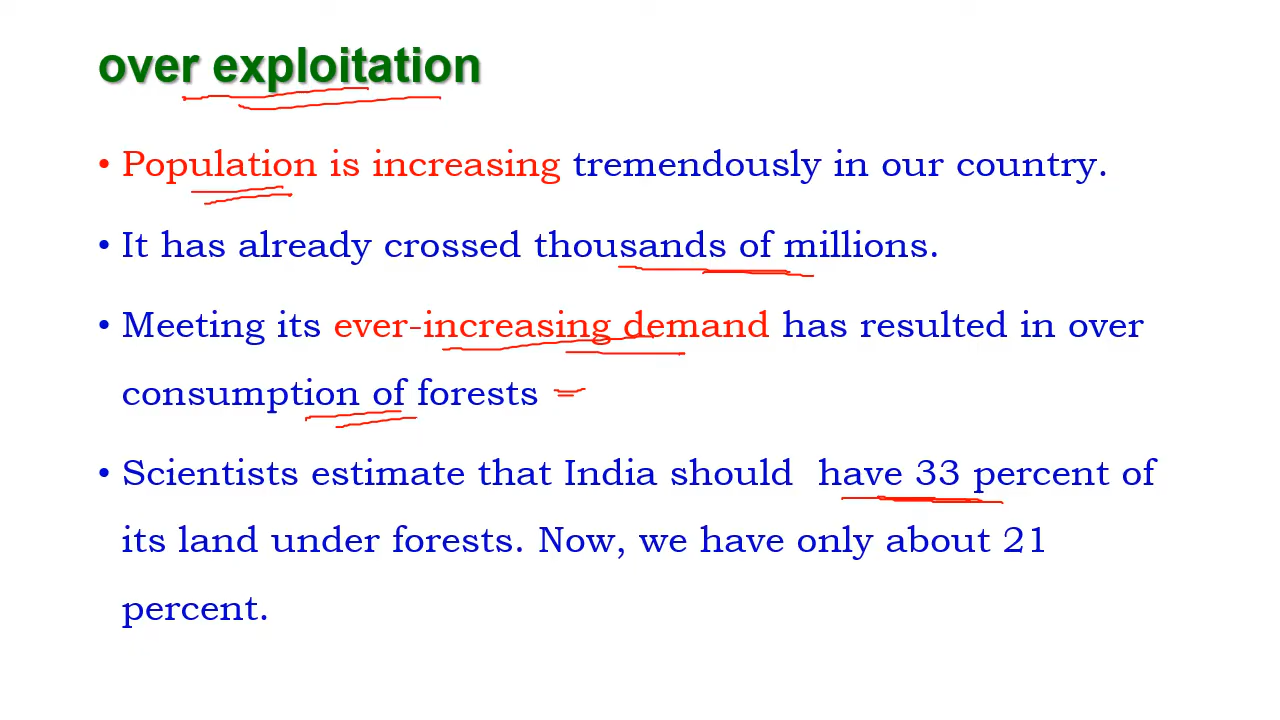 over exploitation
• Population is increasing tremendously in our country.
• It has already crossed thousands of millions.
• Meeting its ever-increasing demand has resulted in over
consumption of forests
• Scientists estimate that India should have 33 percent of
its land under forests. Now, we have only about 21
percent.